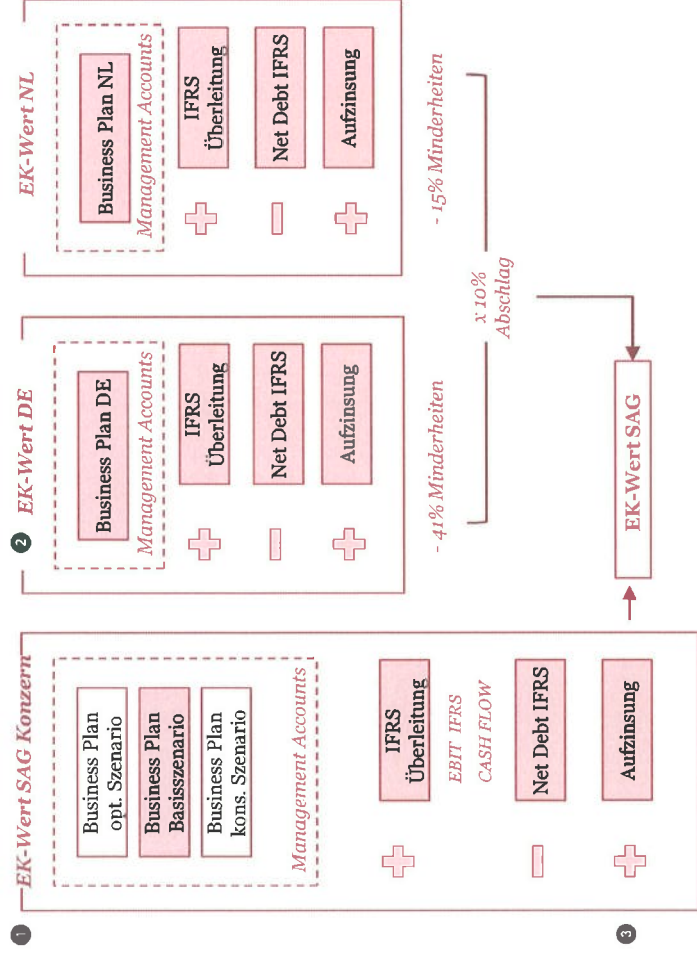 1
EK-Wert SAG Konzern
Business Plan
opt. Szenario
Business Plan
Basisszenario
Business Plan
kons. Szenario
Management Accounts
+
IFRS
Überleitung
EBIT IFRS
CASH FLOW
-
Net Debt IFRS
+
Aufzinsung
2
EK-Wert DE
Business Plan DE
Management Accounts
+
IFRS
Überleitung
-
Net Debt IFRS
+
Aufzinsung
- 41% Minderheiten
EK-Wert NL
Business Plan NL
Management Accounts
+
IFRS
Überleitung
-
Net Debt IFRS
+
Aufzinsung
- 15% Minderheiten
x 10%
Abschlag
3
EK-Wert SAG